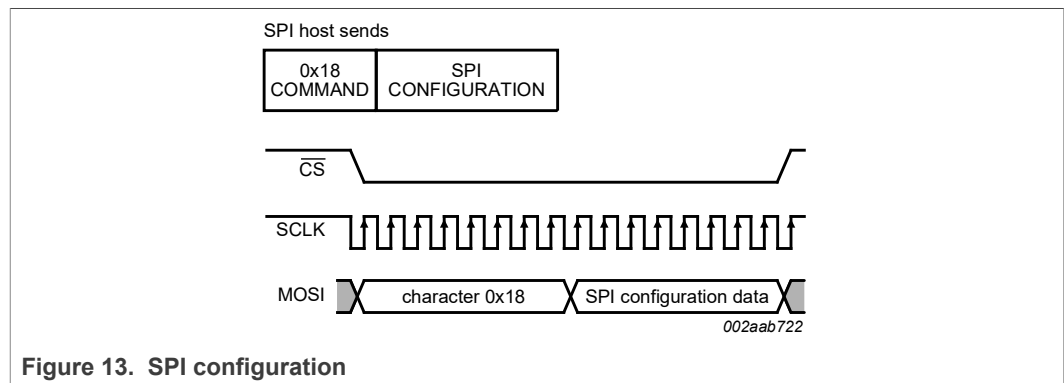 SPI host sends
0x18 SPI
COMMAND CONFIGURATION
CS
SCLK
MOSI character 0x18 SPI configuration data
002aab722
Figure 13. SPI configuration